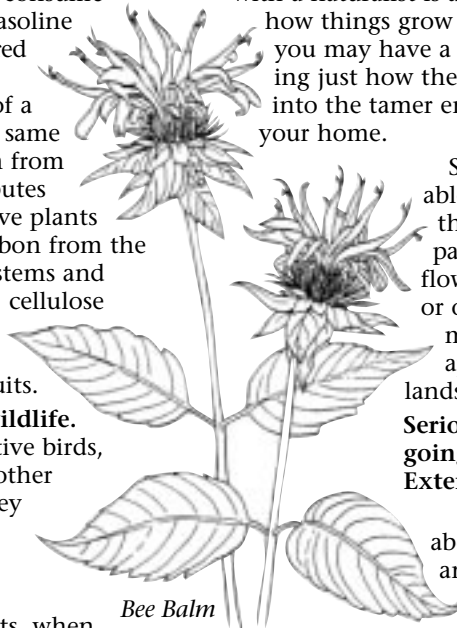 consume
asoline
red
of a
same
n from
butes
ve plants
bon from the
stems and
cellulose
uits.
ildlife.
tive birds,
other
ey
ts, when
Bee Balm
with a naturalist is a
how things grow
you may have a
ing just how the
into the tamer en
your home.
S
abl
th
pa
flow
or o
m
a
lands
Serio
going
Exter
ab
an